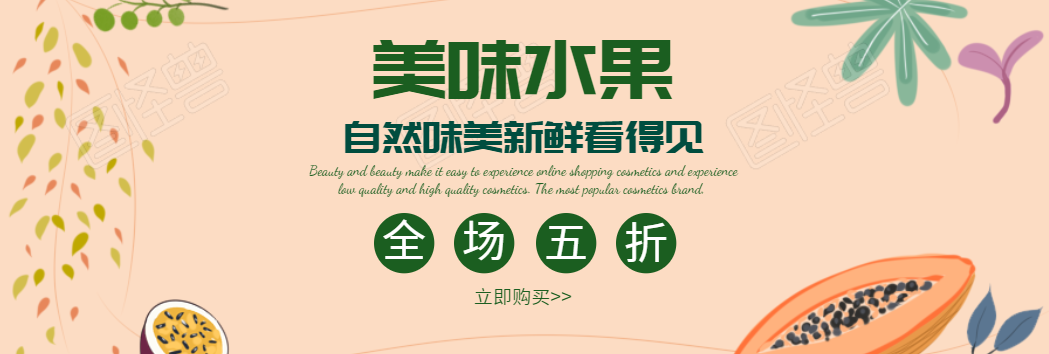 美味水果
自然味美新鲜看得见
Beauty and beauty make it easy to experience online shopping cosmetics and experience
low quality and high quality cosmetics. The most popular cosmetics brand.
全场五折
立即购买>>